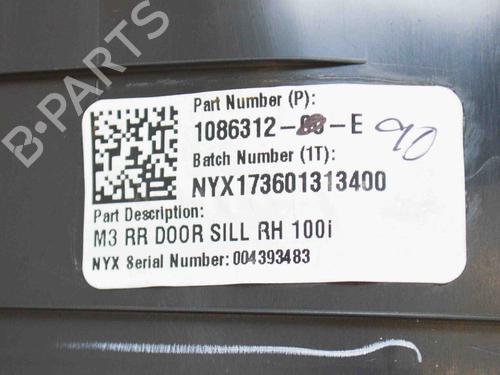 B-PARTS
Part Number (P):
1086312- -E
90
Batch Number (1T):
NYX173601313400
Part Description:
M3 RR DOOR SILL RH 100i
NYX Serial Number: 004393483